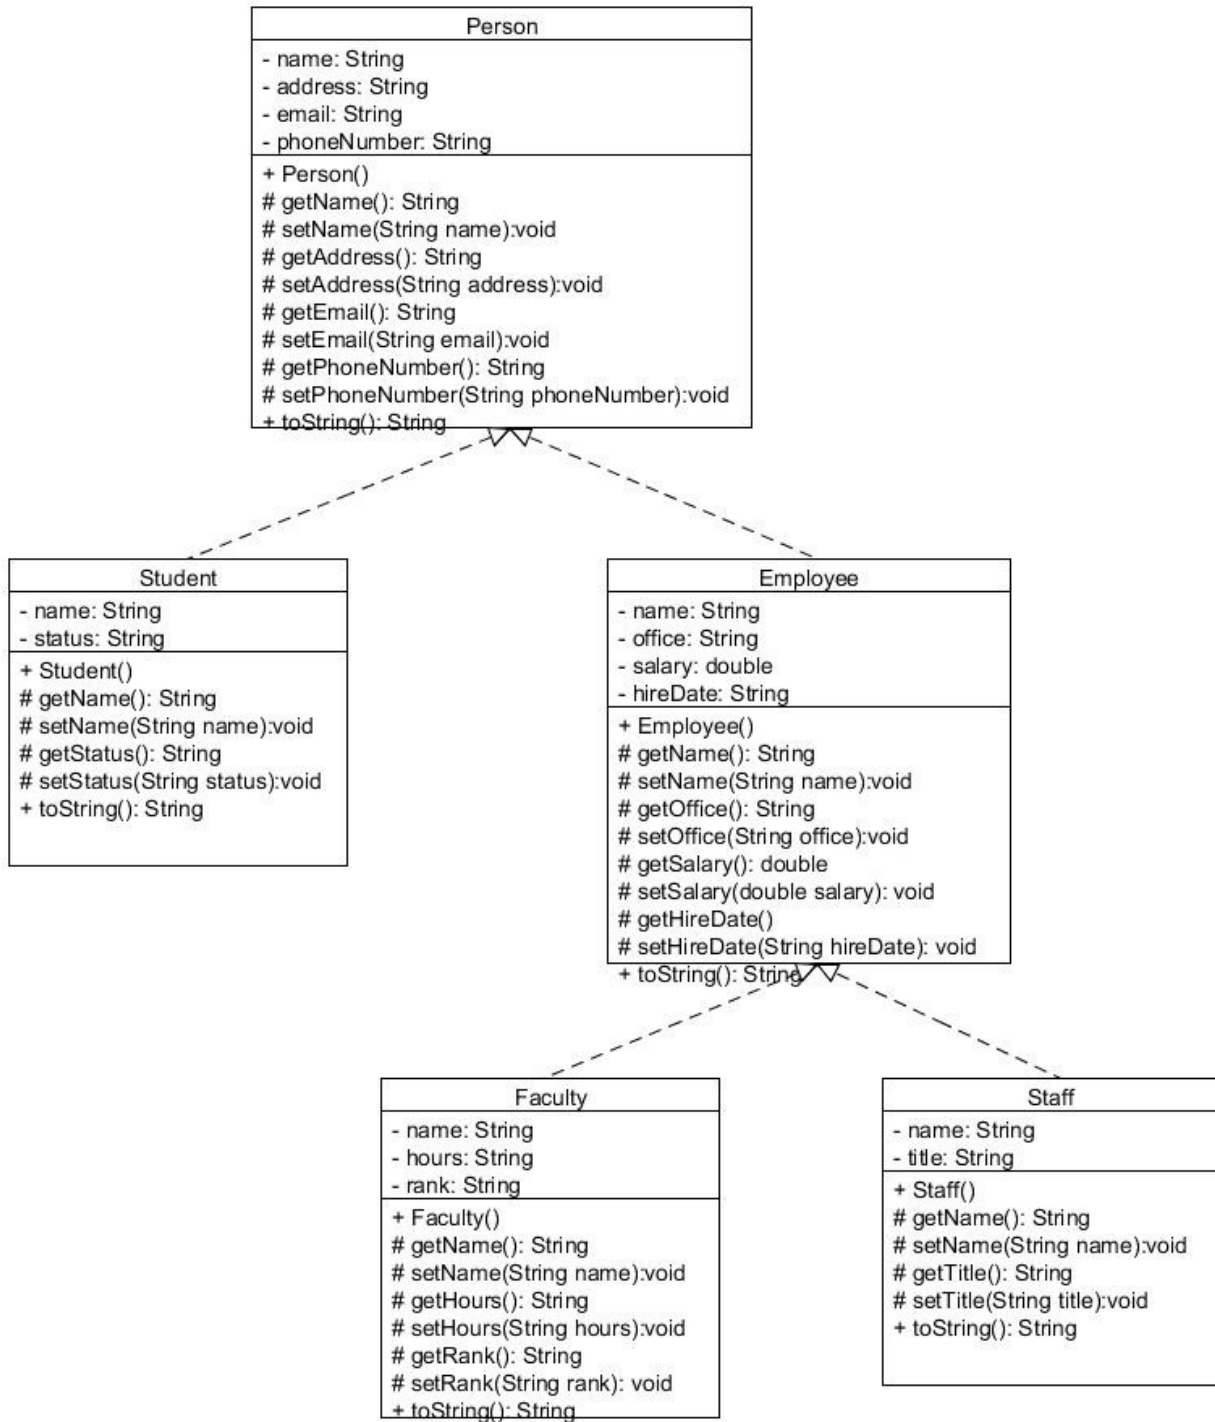 Person
- name: String
- address: String
- email: String
- phoneNumber: String
+ Person()
# getName(): String
# setName(String name):void
# getAddress(): String
# setAddress(String address):void
# getEmail(): String
# setEmail(String email):void
# getPhoneNumber(): String
# setPhoneNumber(String phoneNumber):void
+ toString(): String
Student
- name: String
- status: String
+ Student()
# getName(): String
# setName(String name):void
# getStatus(): String
# setStatus(String status):void
+ toString(): String
Employee
- name: String
- office: String
- salary: double
- hireDate: String
+ Employee()
# getName(): String
# setName(String name):void
# getOffice(): String
# setOffice(String office):void
# getSalary(): double
# setSalary(double salary): void
# getHireDate()
# setHireDate(String hireDate): void
+ toString(): String
Faculty
- name: String
- hours: String
- rank: String
+ Faculty()
# getName(): String
# setName(String name):void
# getHours(): String
# setHours(String hours):void
# getRank(): String
# setRank(String rank): void
+ toString(): String
Staff
- name: String
- title: String
+ Staff()
# getName(): String
# setName(String name):void
# getTitle(): String
# setTitle(String title):void
+ toString(): String